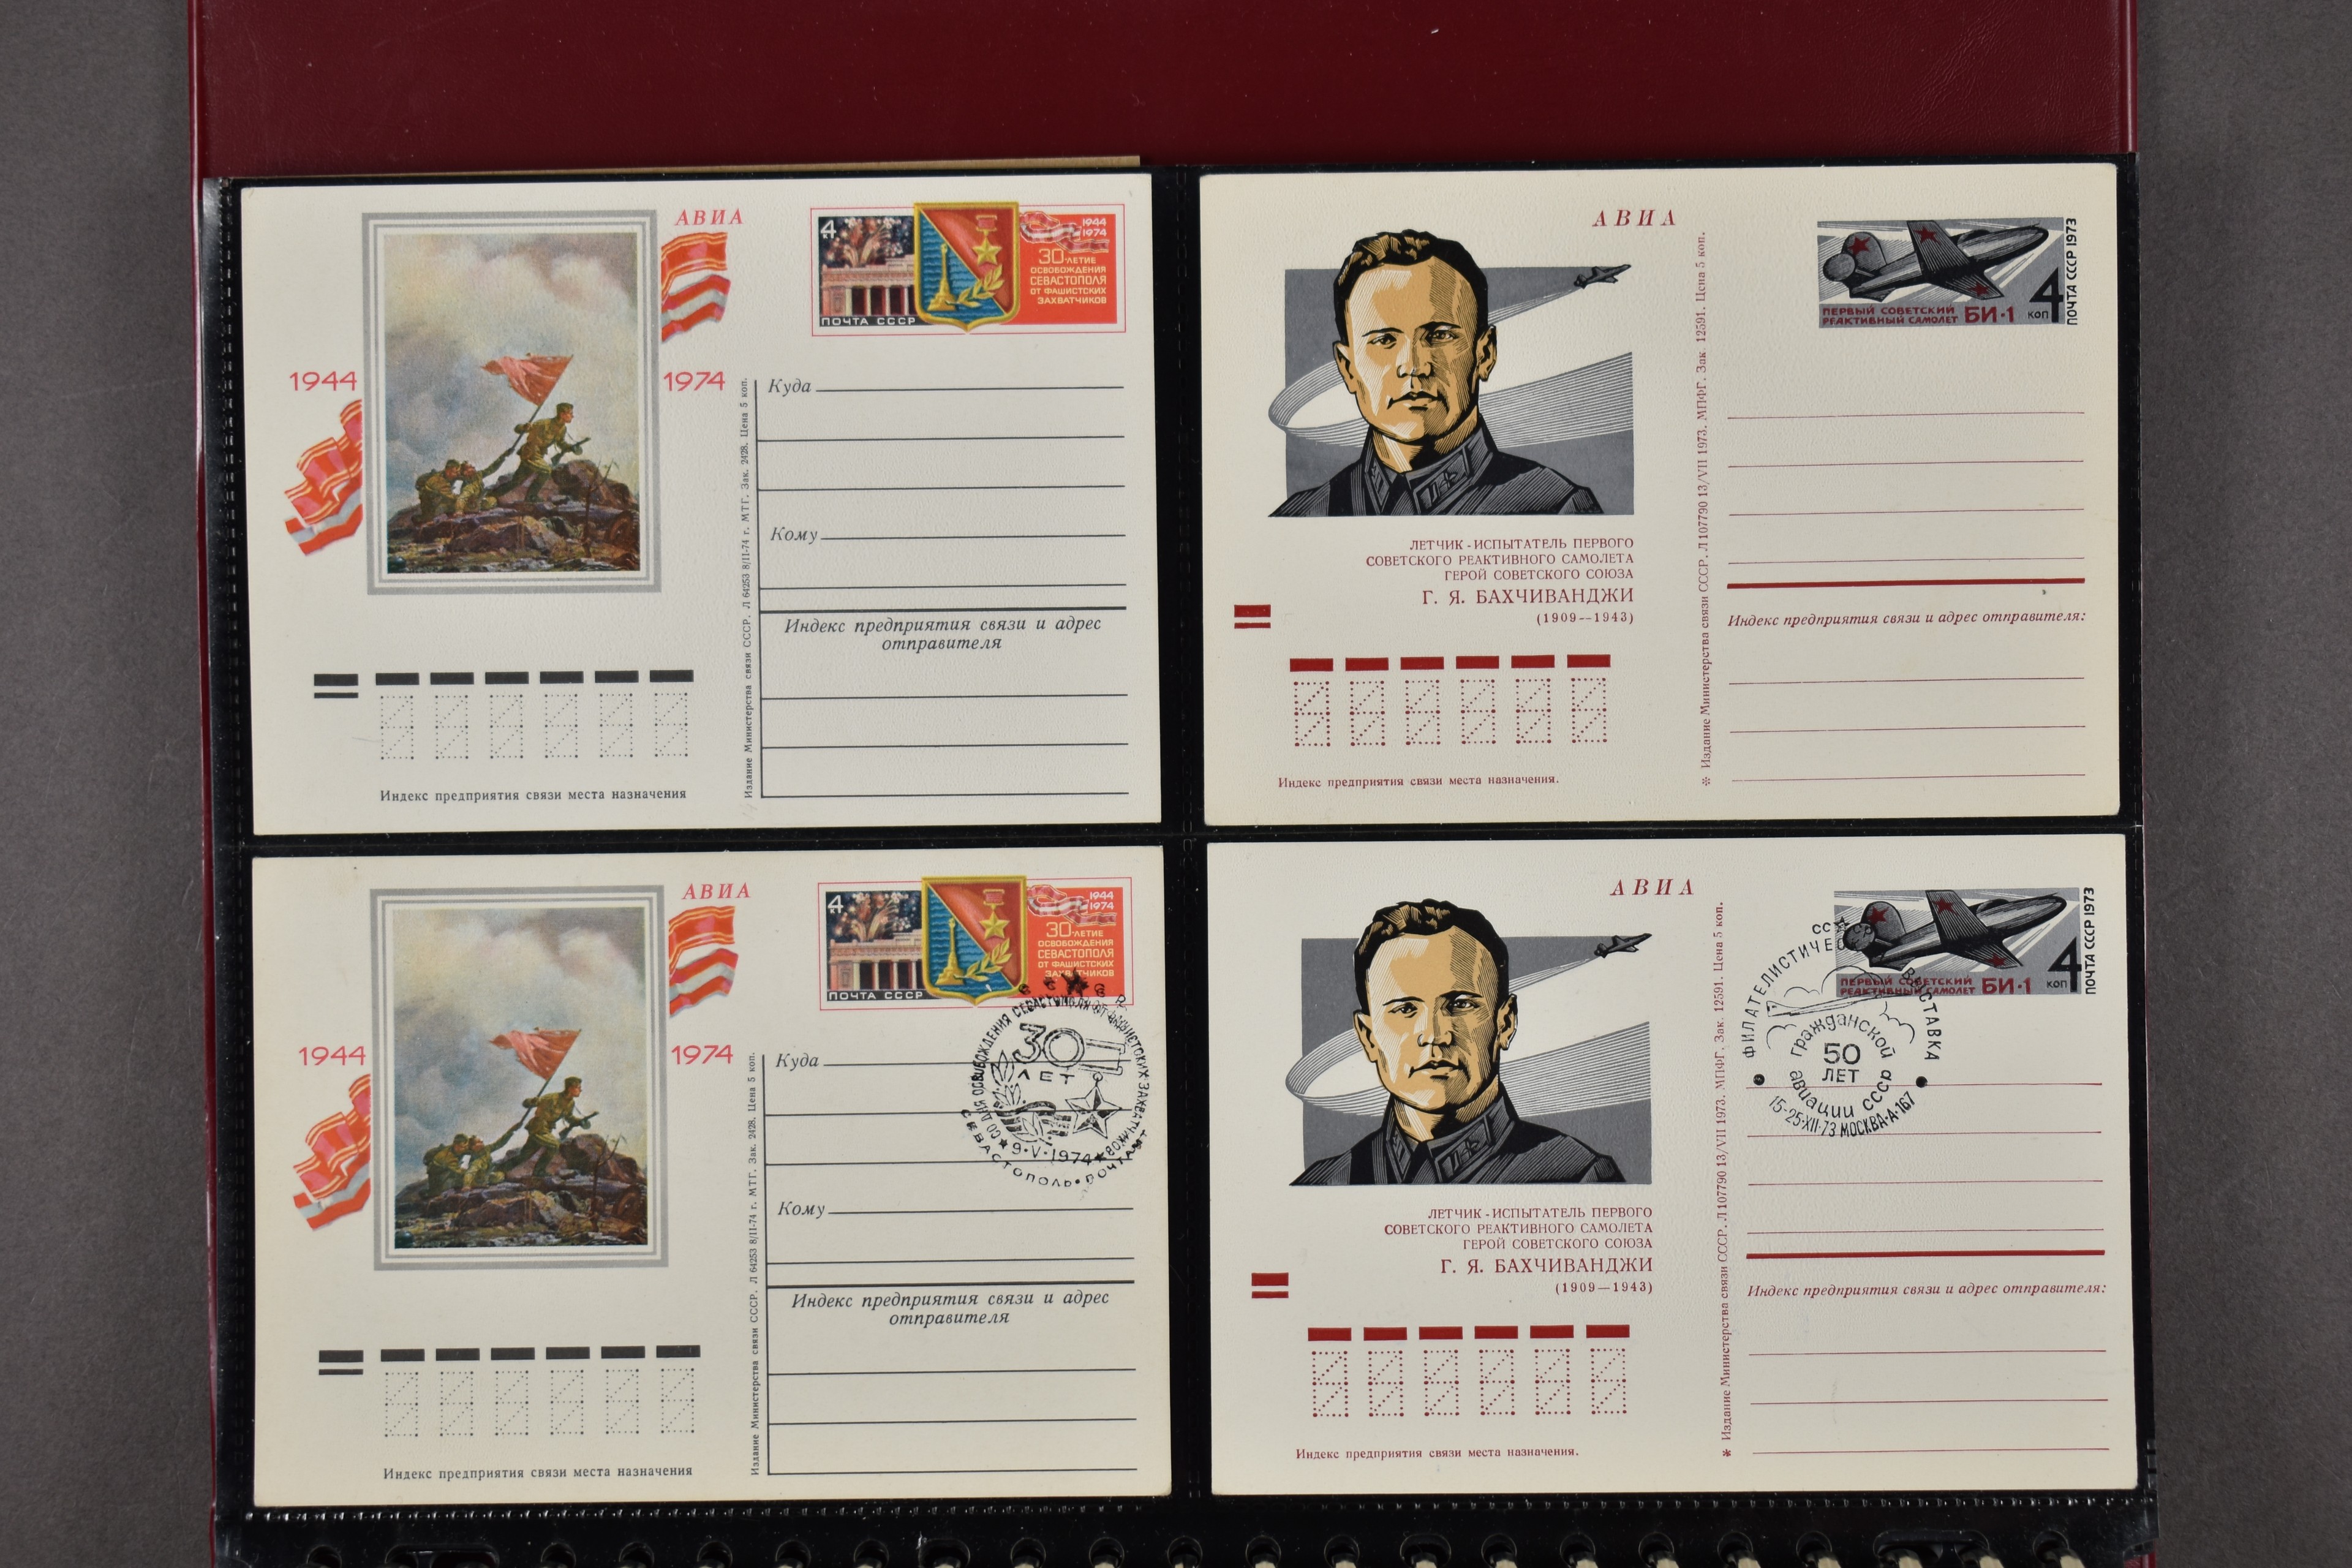 АВИА
1944
1974
4
К
ПОЧТА СССР
1944
1974
30-ЛЕТИЕ
ОСВОБОЖДЕНИЯ
СЕВАСТОПОЛЯ
ОТ ФАШИСТСКИХ
ЗАХВАТЧИКОВ
Куда
Кому
Индекс предприятия связи и адрес
отправителя
Издание Министерства связи СССР. Л 64253 8/II-74 г. МТГ. Зак. 2428. Цена 5 коп.
Индекс предприятия связи места назначения
АВИА
ПЕРВЫЙ СОВЕТСКИЙ
РЕАКТИВНЫЙ САМОЛЕТ БИ-1
4 КОП
ПОЧТА СССР 1973
ЛЕТЧИК-ИСПЫТАТЕЛЬ ПЕРВОГО
СОВЕТСКОГО РЕАКТИВНОГО САМОЛЕТА
ГЕРОЙ СОВЕТСКОГО СОЮЗА
Г. Я. БАХЧИВАНДЖИ
(1909—1943)
Индекс предприятия связи места назначения.
Издание Министерства связи СССР. Л 107790 13/VII 1973. МПФГ. Зак. 12591. Цена 5 коп.
Индекс предприятия связи и адрес отправителя:
АВИА
1944
1974
4
К
ПОЧТА СССР
1944
1974
30-ЛЕТИЕ
ОСВОБОЖДЕНИЯ
СЕВАСТОПОЛЯ
ОТ ФАШИСТСКИХ
ЗАХВАТЧИКОВ
СО ДНЯ ОСВОБОЖДЕНИЯ СЕВАСТОПОЛЯ ОТ ФАШИСТСКИХ ЗАХВАТЧИКОВ
30
ЛЕТ
9·V·1974
СЕВАСТОПОЛЬ·ПОЧТАМТ
Куда
Кому
Индекс предприятия связи и адрес
отправителя
Издание Министерства связи СССР. Л 64253 8/II-74 г. МТГ. Зак. 2428. Цена 5 коп.
Индекс предприятия связи места назначения
АВИА
ПЕРВЫЙ СОВЕТСКИЙ
РЕАКТИВНЫЙ САМОЛЕТ БИ-1
4 КОП
ПОЧТА СССР 1973
СССР
ФИЛАТЕЛИСТИЧЕСКАЯ ВЫСТАВКА
50
ЛЕТ
гражданской
авиации СССР
15-25·XII·73 МОСКВА·А-167
ЛЕТЧИК-ИСПЫТАТЕЛЬ ПЕРВОГО
СОВЕТСКОГО РЕАКТИВНОГО САМОЛЕТА
ГЕРОЙ СОВЕТСКОГО СОЮЗА
Г. Я. БАХЧИВАНДЖИ
(1909—1943)
Индекс предприятия связи места назначения.
Издание Министерства связи СССР. Л 107790 13/VII 1973. МПФГ. Зак. 12591. Цена 5 коп.
Индекс предприятия связи и адрес отправителя: